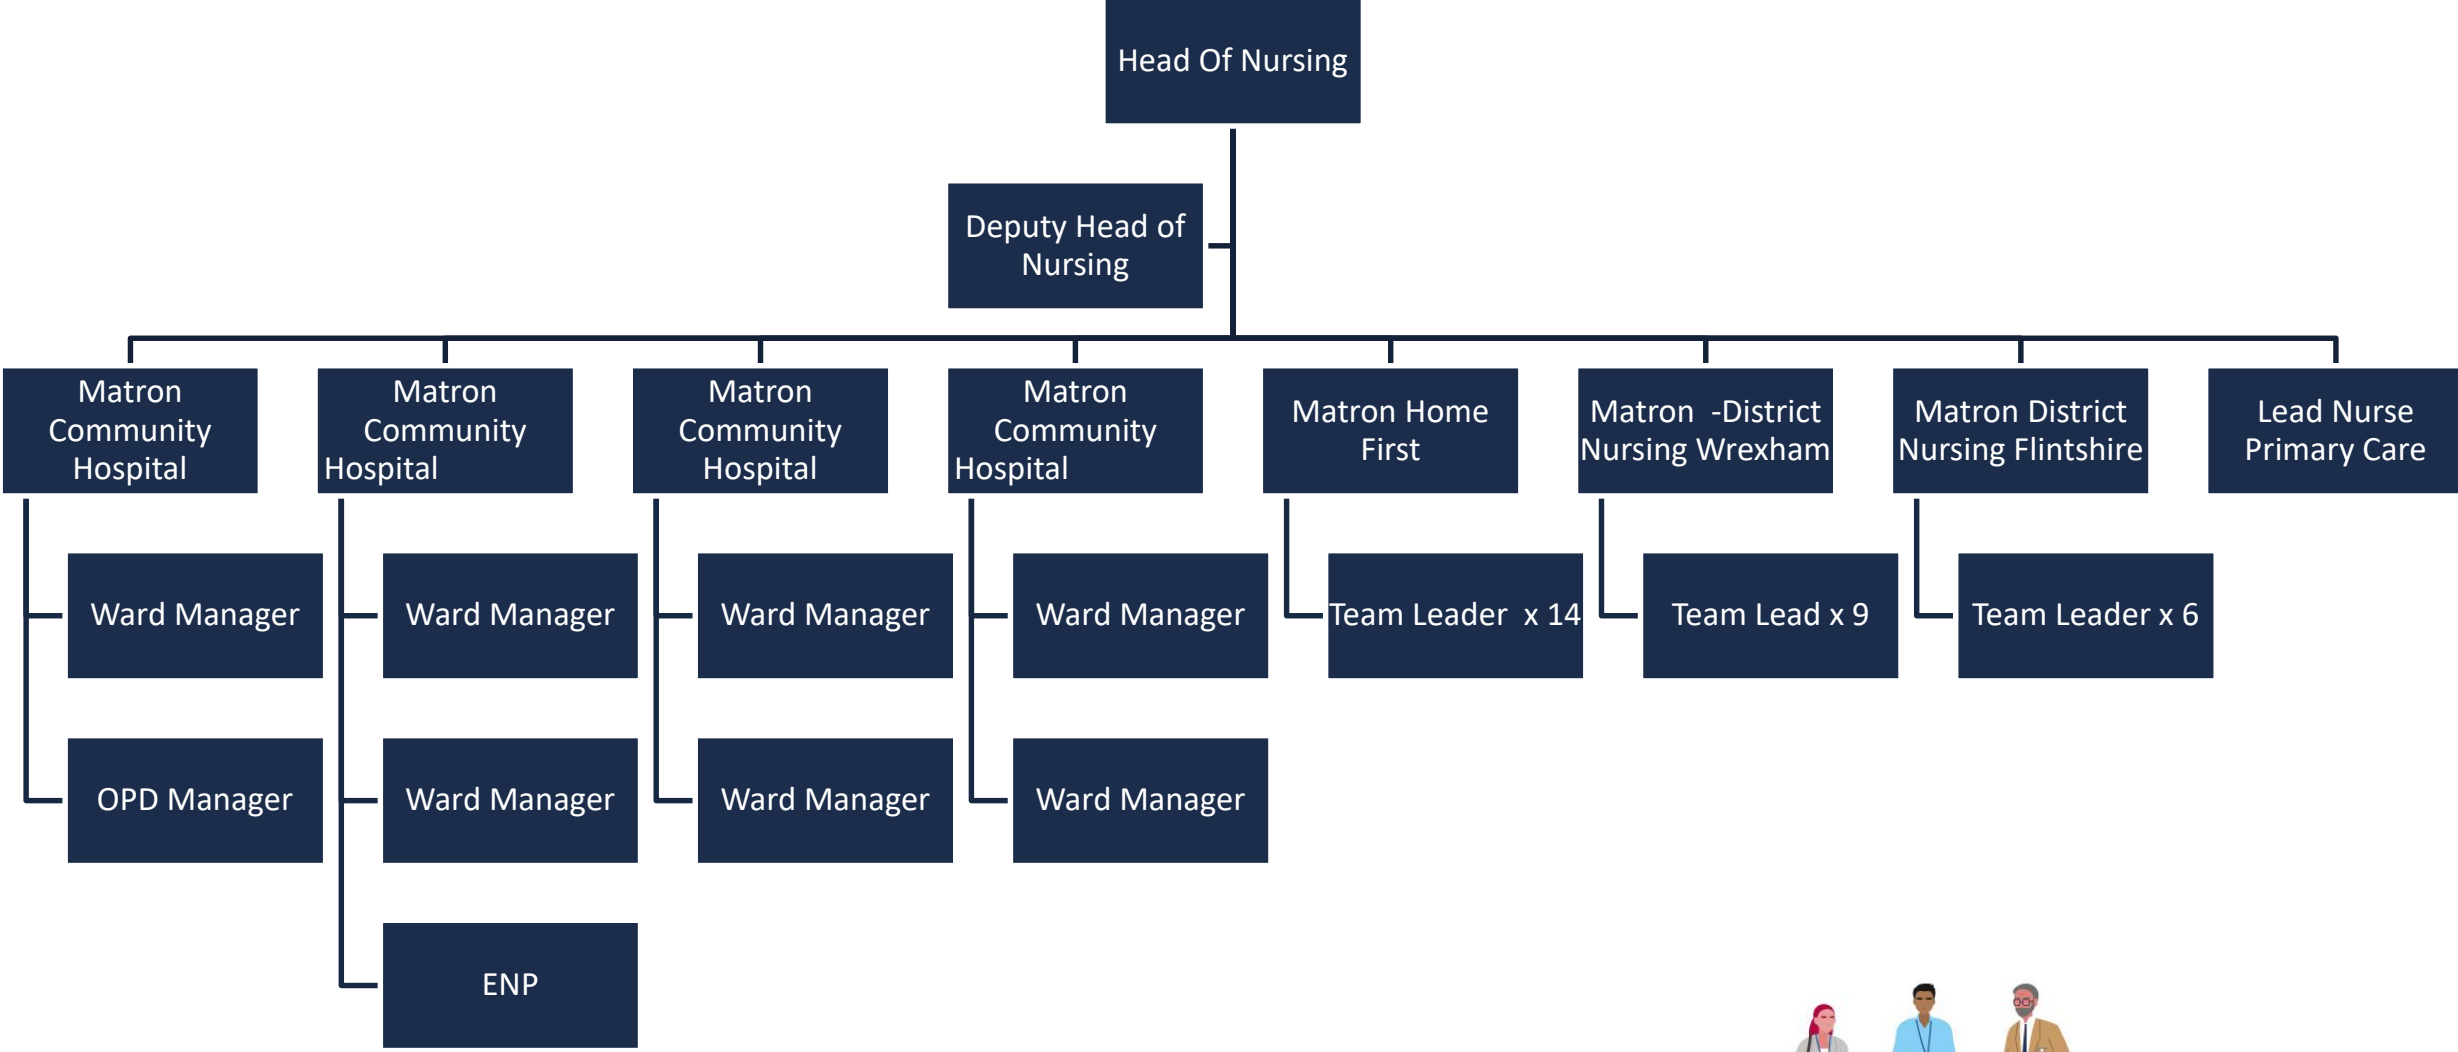 Head Of Nursing
Deputy Head of
Nursing
Matron
Community
Hospital
Matron
Community
Hospital
Matron
Community
Hospital
Matron
Community
Hospital
Matron Home
First
Matron  -District
Nursing Wrexham
Matron District
Nursing Flintshire
Lead Nurse
Primary Care
Ward Manager
Ward Manager
Ward Manager
Ward Manager
Team Leader  x 14
Team Lead x 9
Team Leader x 6
OPD Manager
Ward Manager
Ward Manager
Ward Manager
ENP